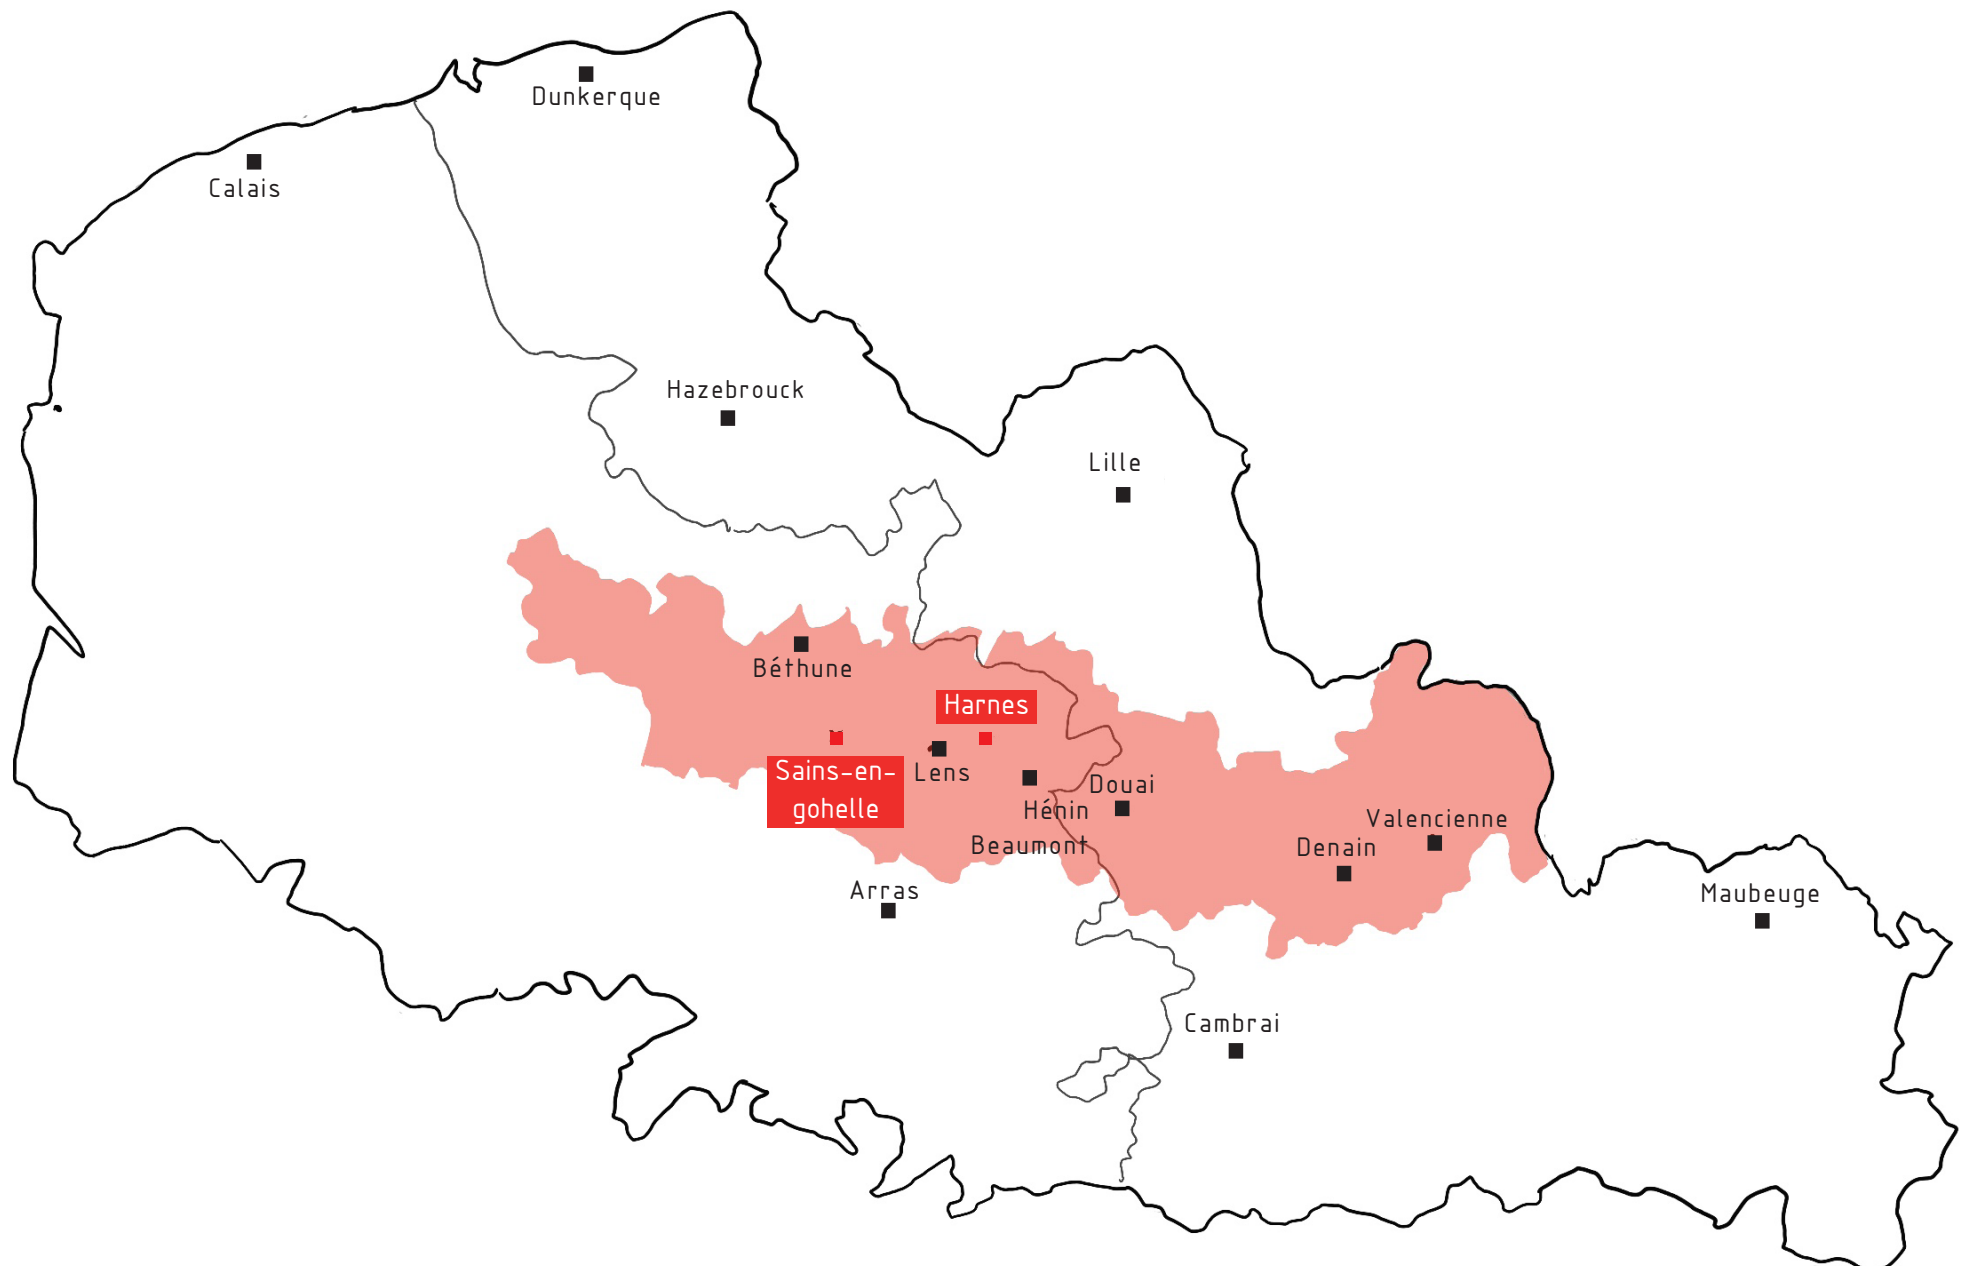 Dunkerque
Calais
Hazebrouck
Lille
Béthune
Harnes
Sains-en-
gohelle
Lens
Douai
Hénin
Beaumont
Valencienne
Denain
Arras
Maubeuge
Cambrai